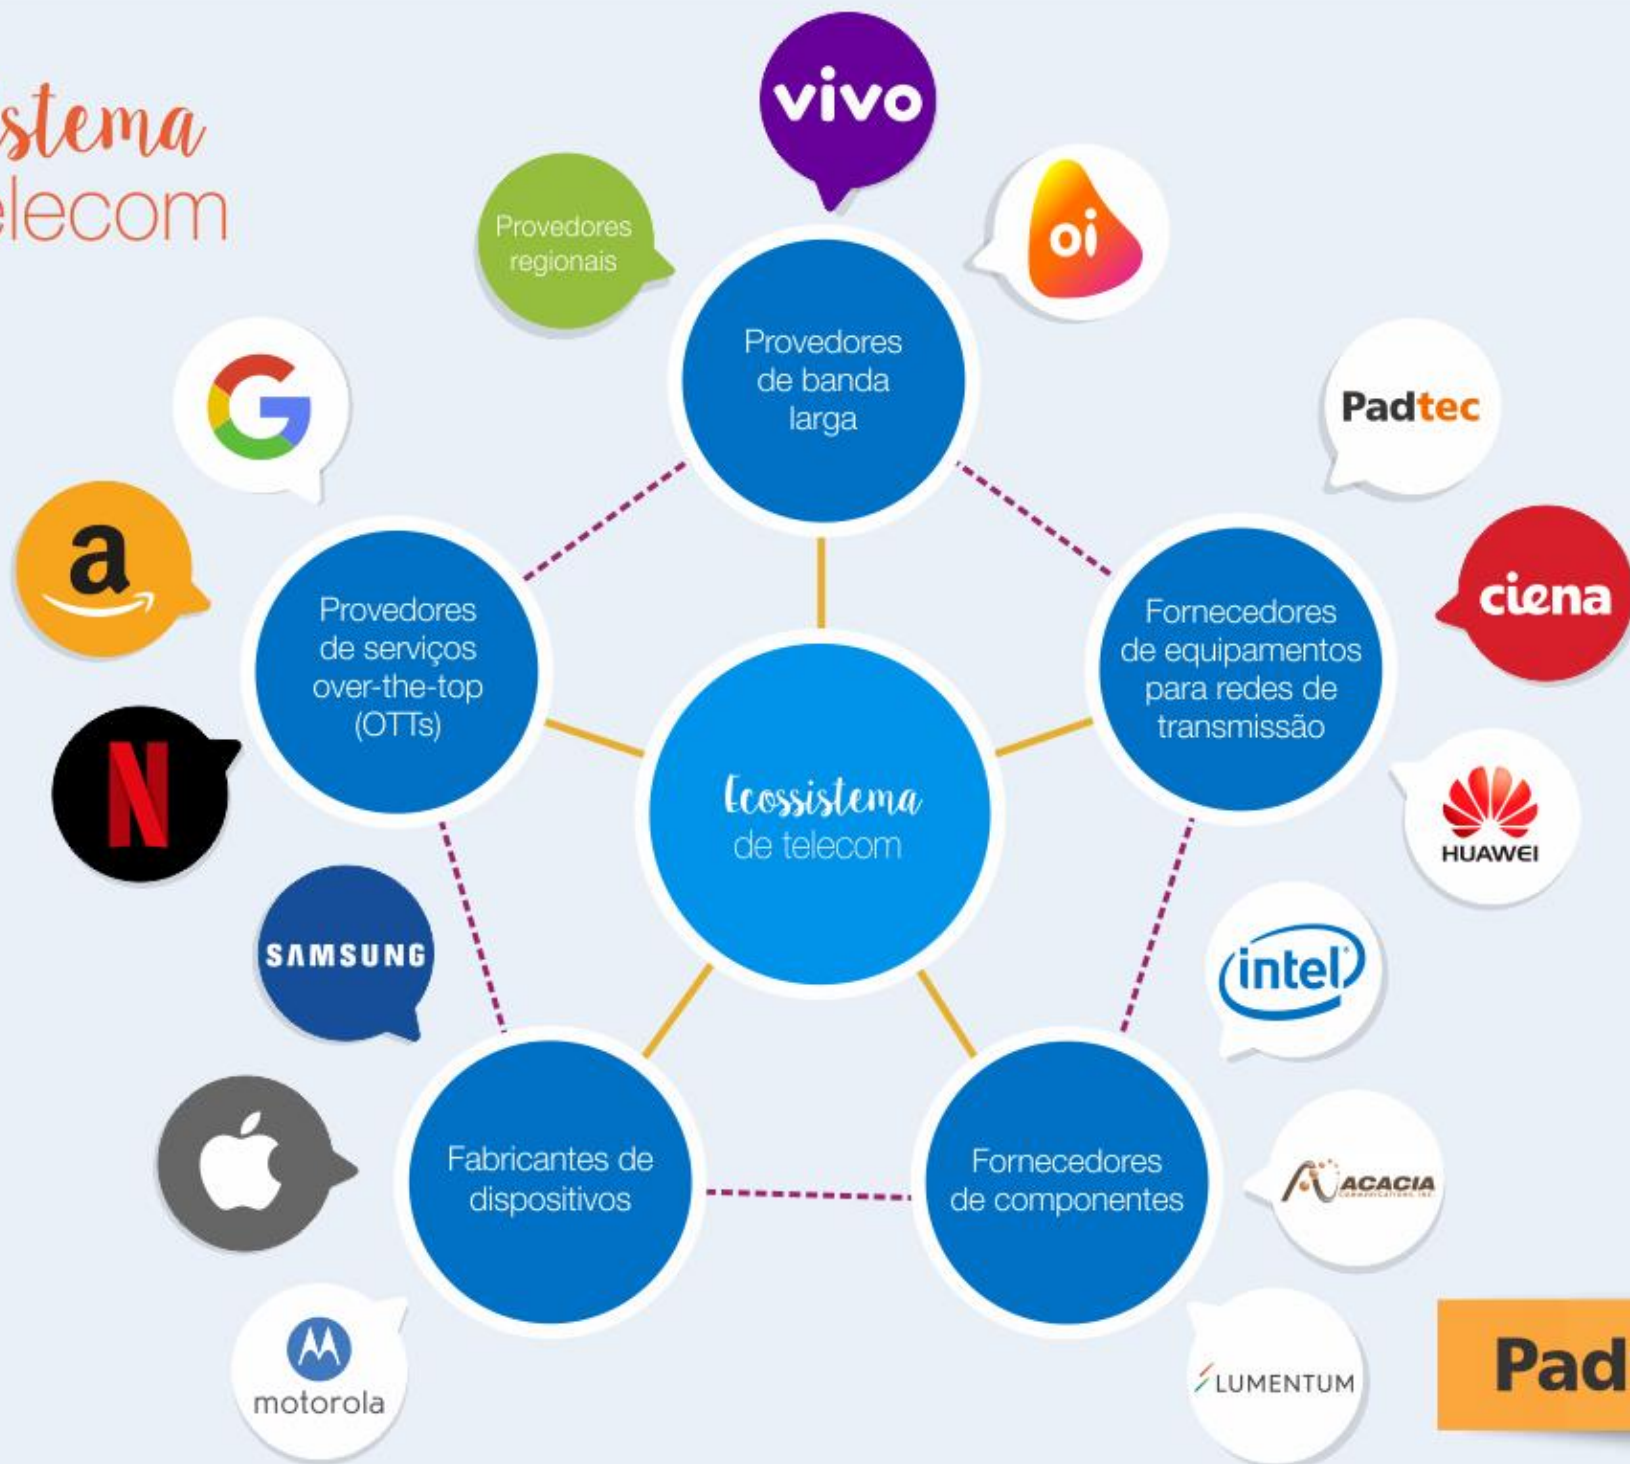 stema
elecom
vivo
Provedores
regionais
oi
Provedores
de banda
larga
G
Padtec
a
ciena
Provedores
de serviços
over-the-top
(OTTs)
Fornecedores
de equipamentos
para redes de
transmissão
N
Ecossistema
de telecom
HUAWEI
SAMSUNG
intel
Fabricantes de
dispositivos
Fornecedores
de componentes
ACACIA
COMMUNICATIONS, INC.
motorola
LUMENTUM
Pad